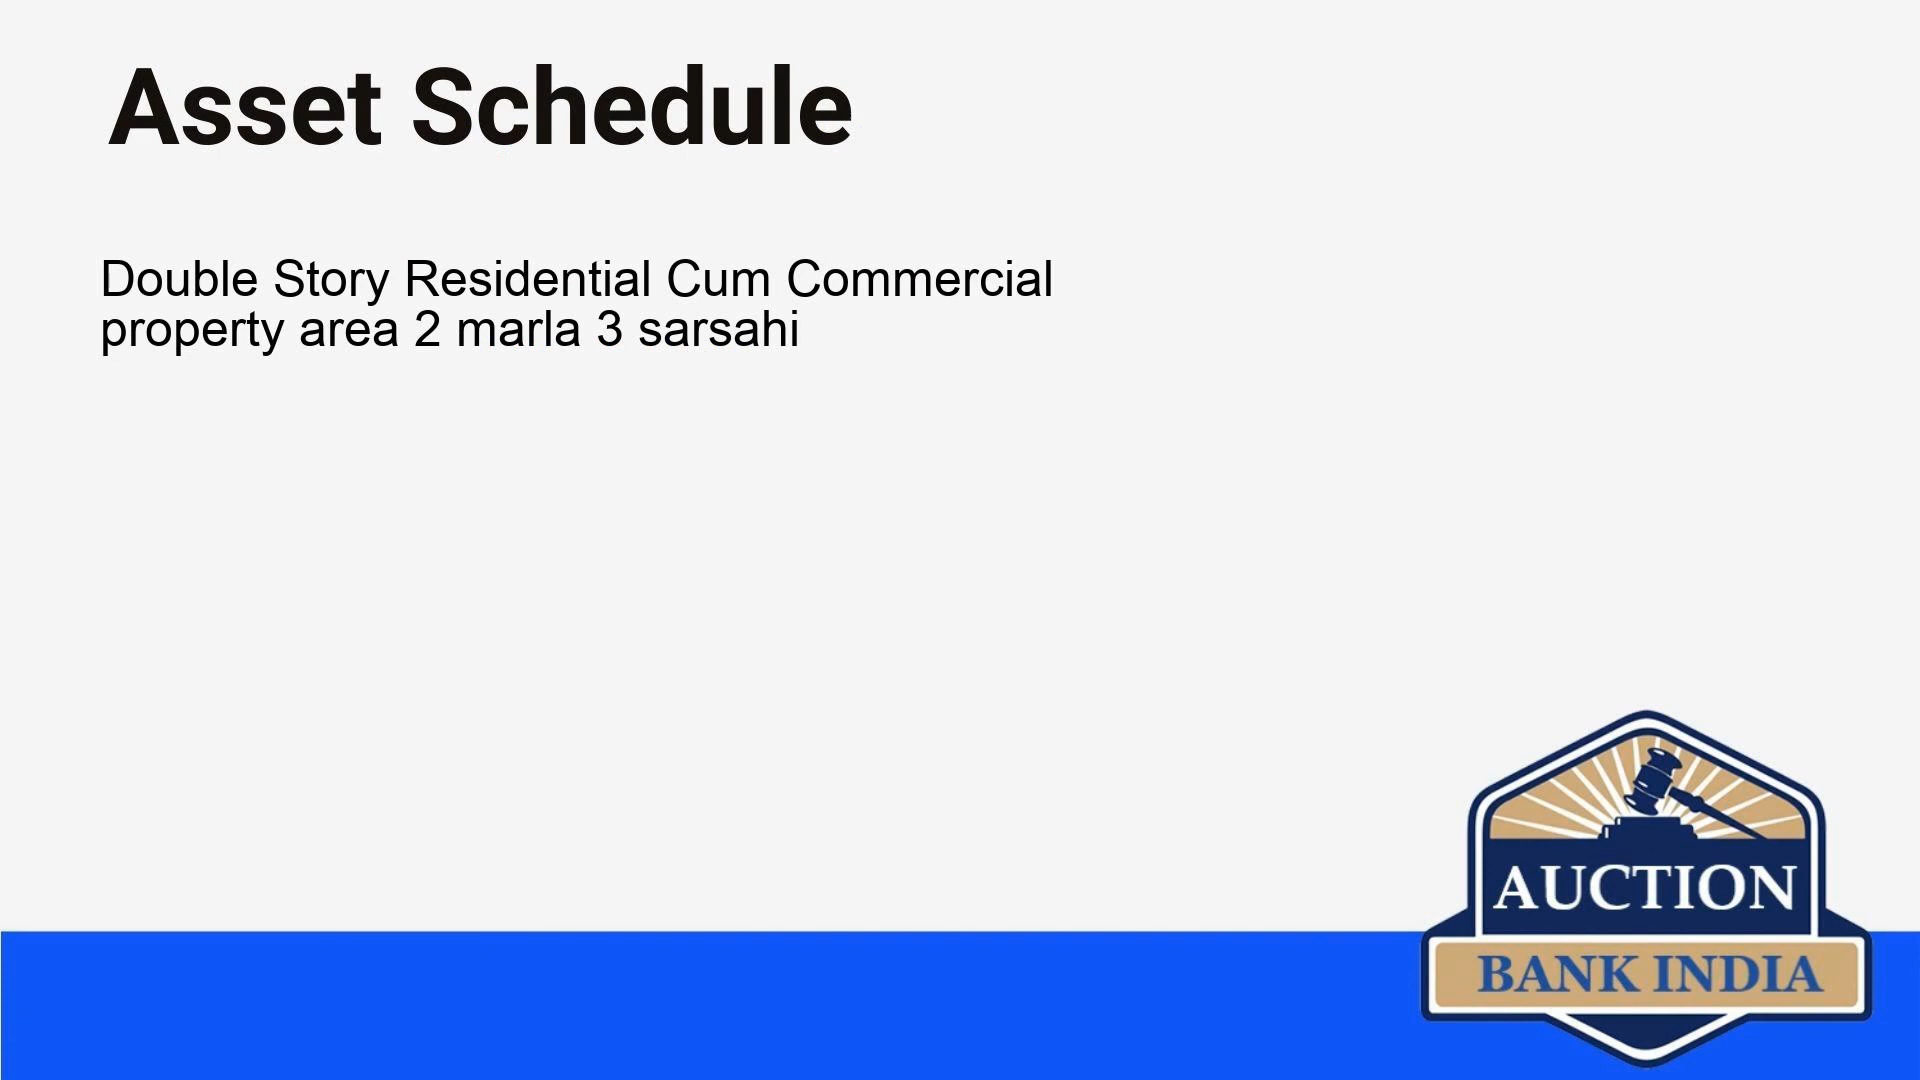 Asset Schedule
Double Story Residential Cum Commercial
property area 2 marla 3 sarsahi
AUCTION
BANK INDIA